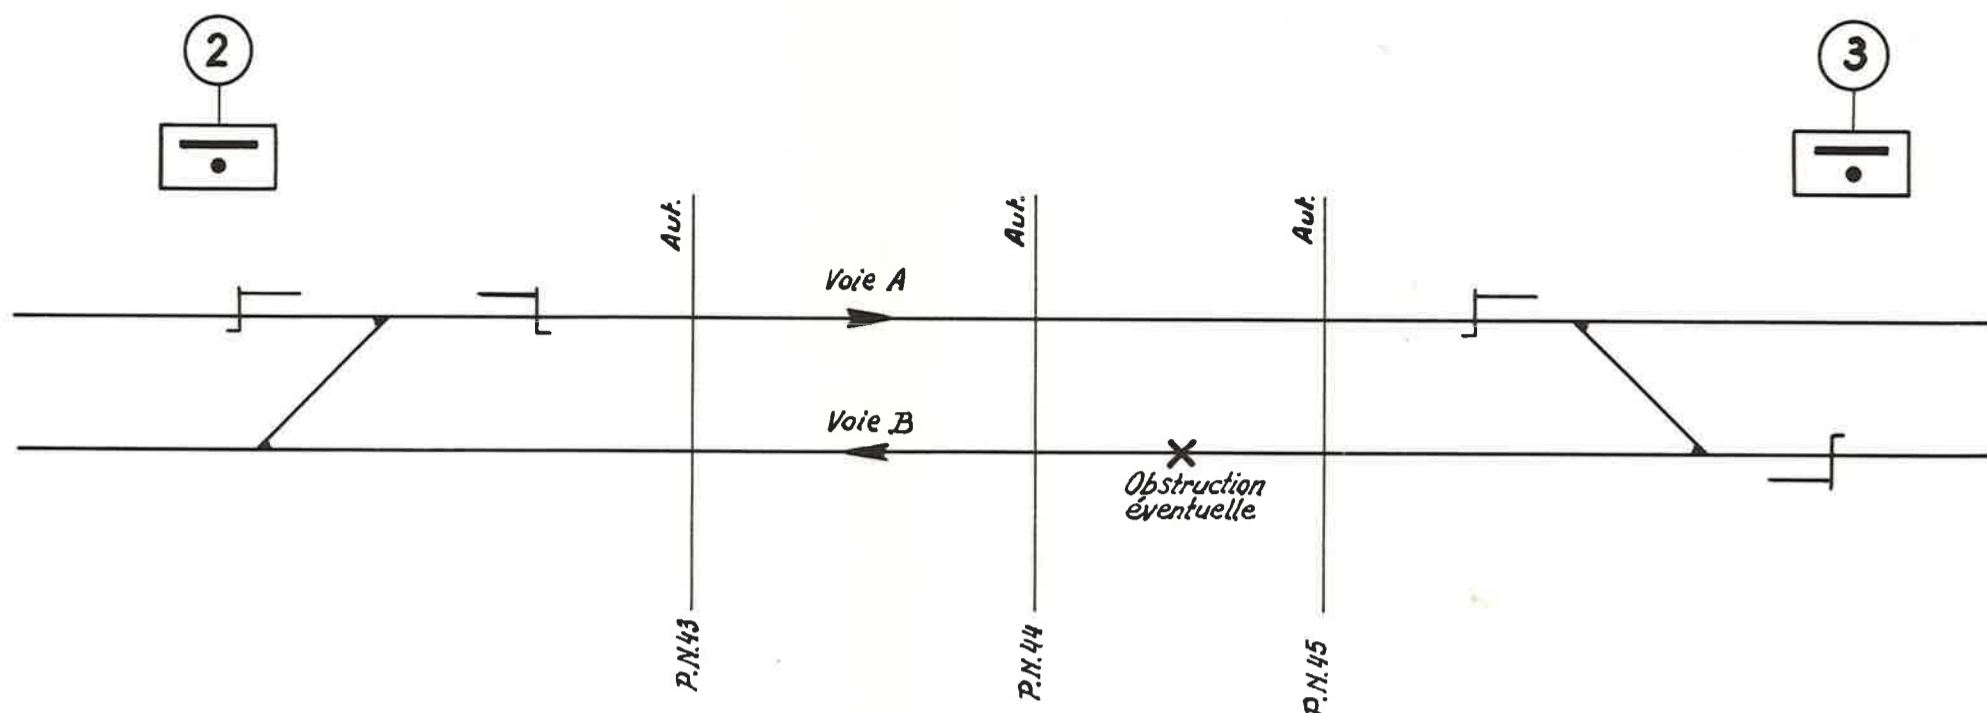 2
3
Aut.
Aut.
Aut.
Voie A
Voie B
Obstruction
éventuelle
P.N.43
P.N.44
P.N.45